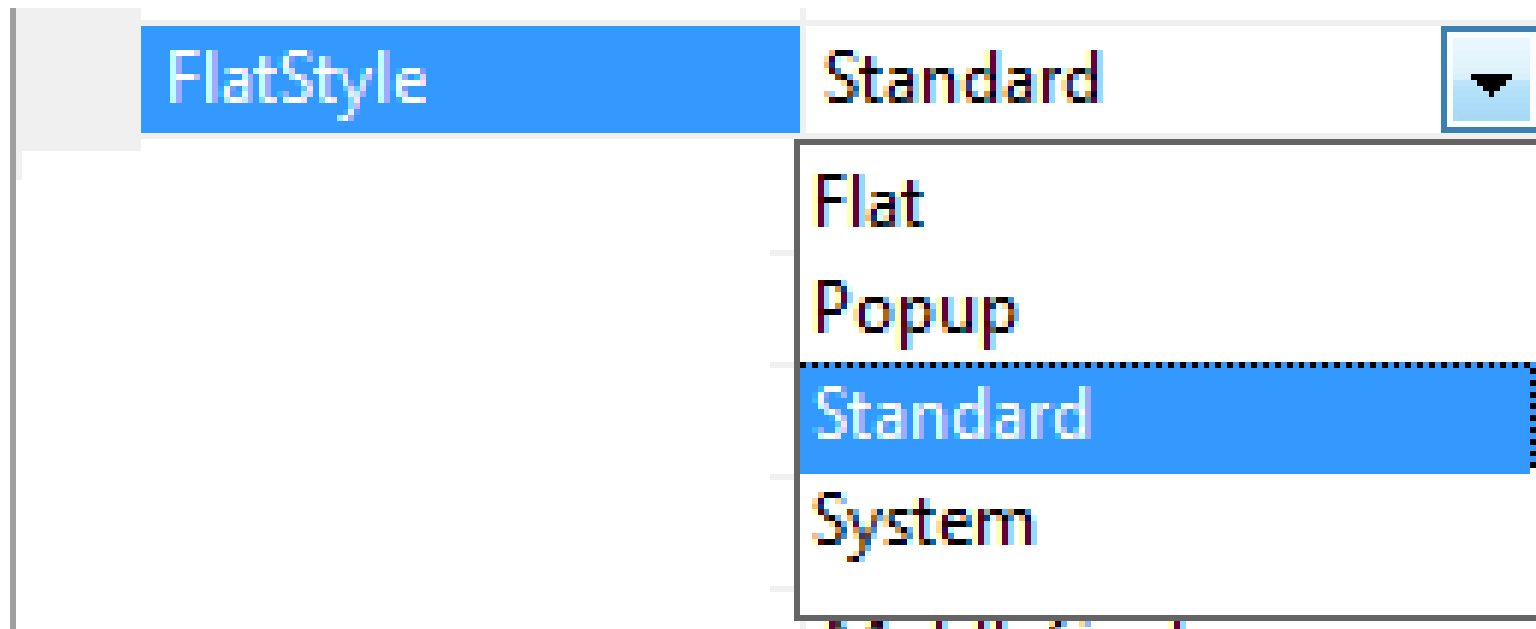 FlatStyle Standard
Flat
Popup
Standard
System